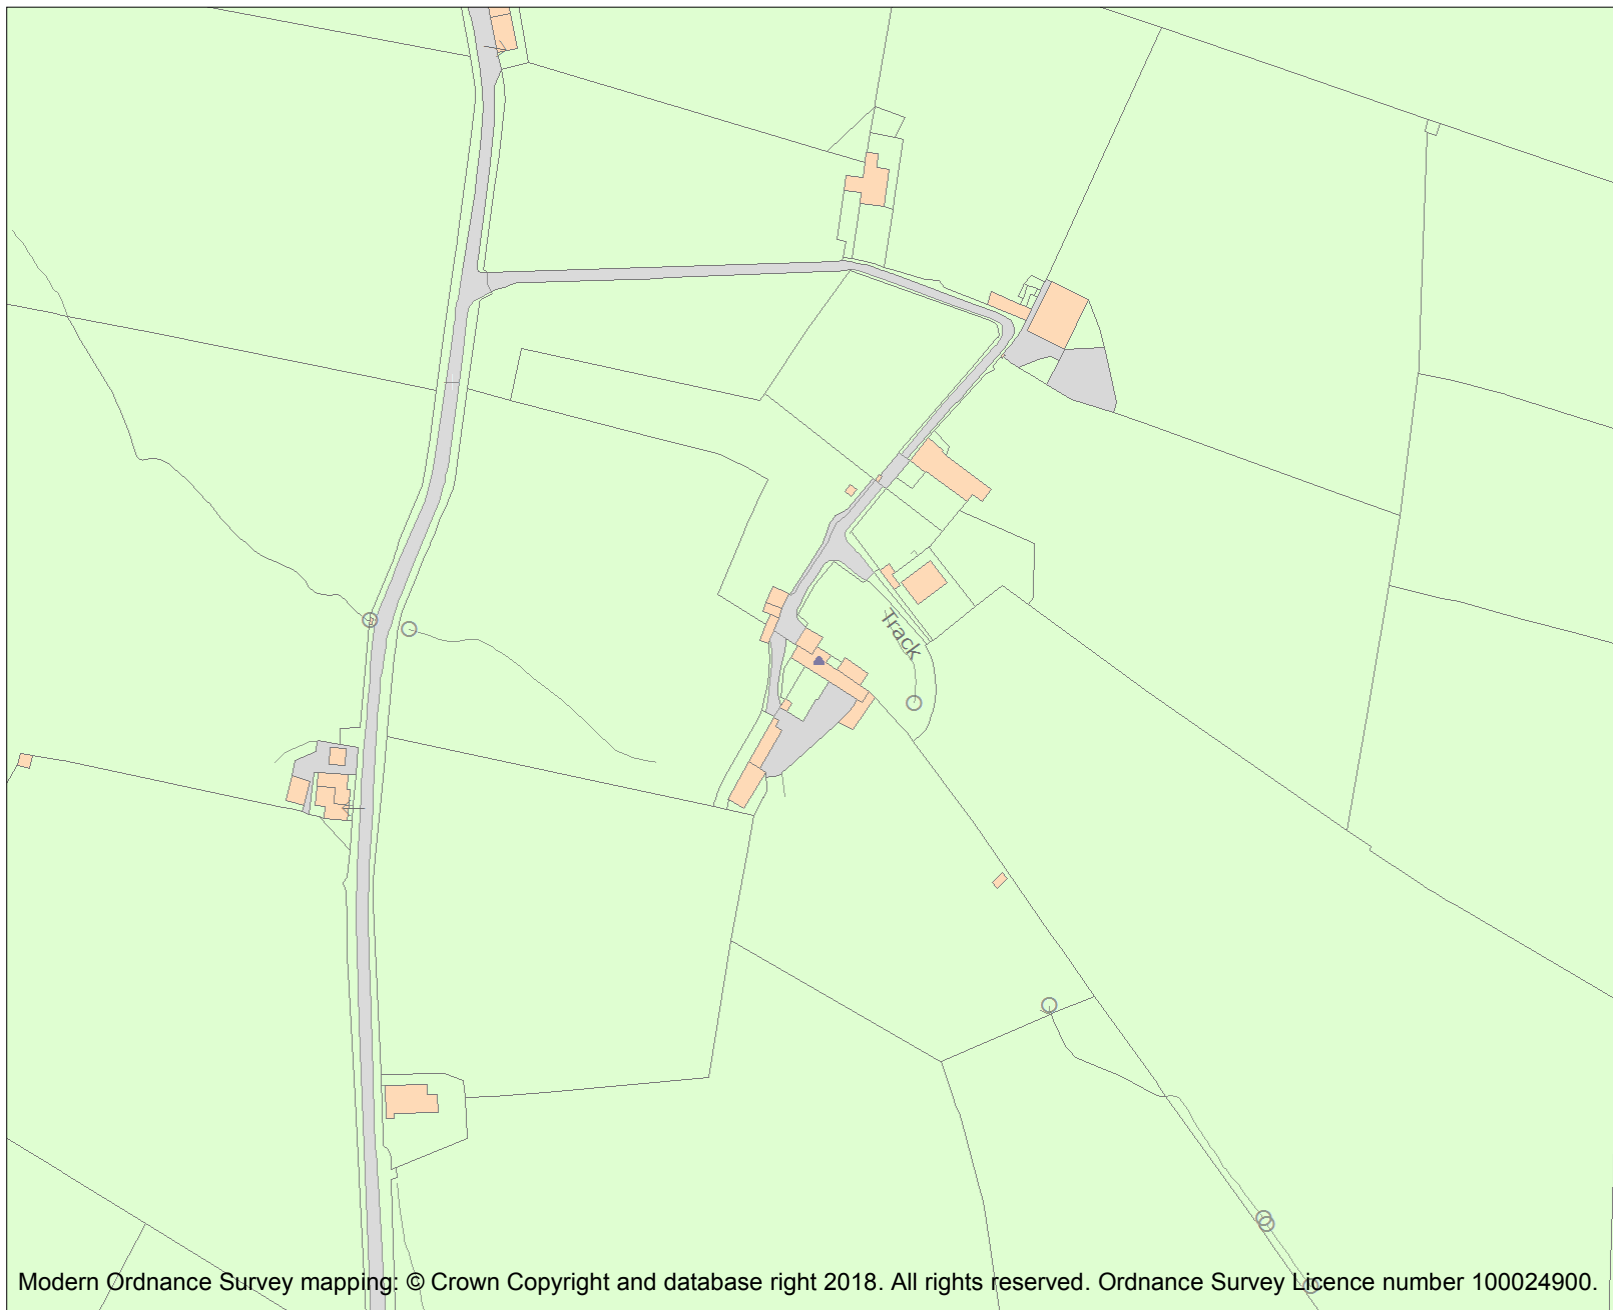 Track
Modern Ordnance Survey mapping: © Crown Copyright and database right 2018. All rights reserved. Ordnance Survey Licence number 100024900.